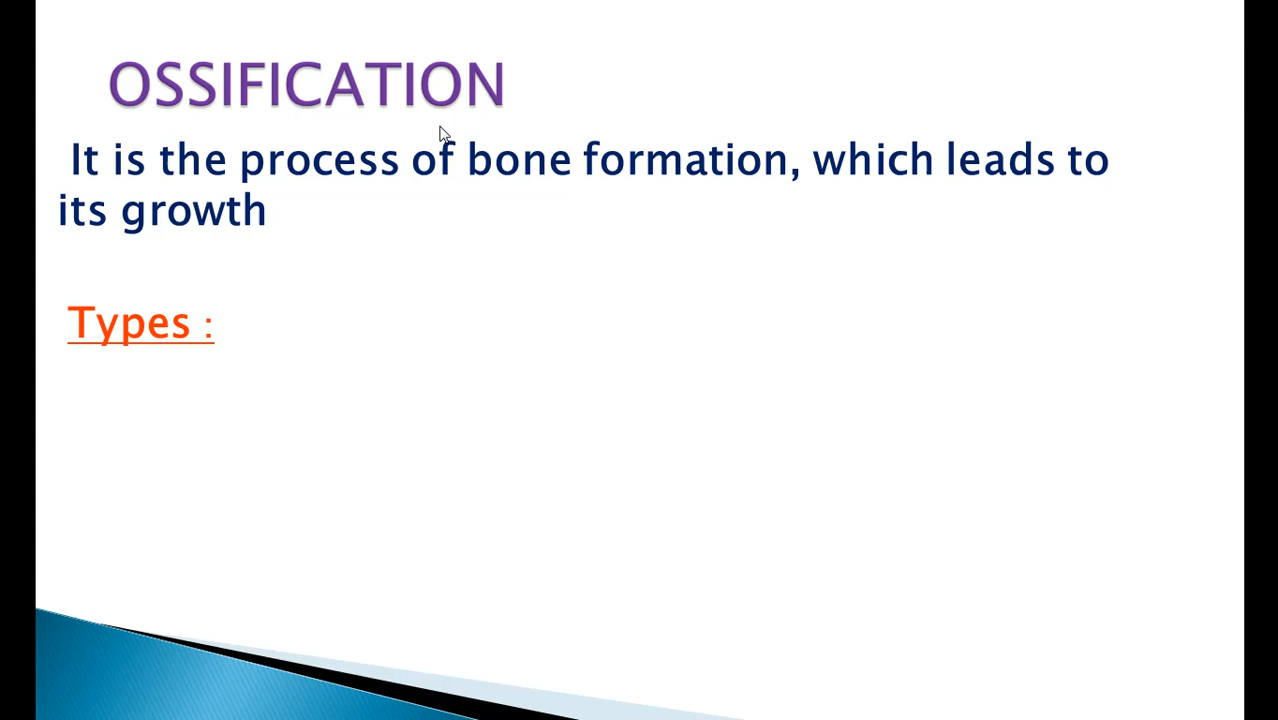 OSSIFICATION
It is the process of bone formation, which leads to
its growth
Types :